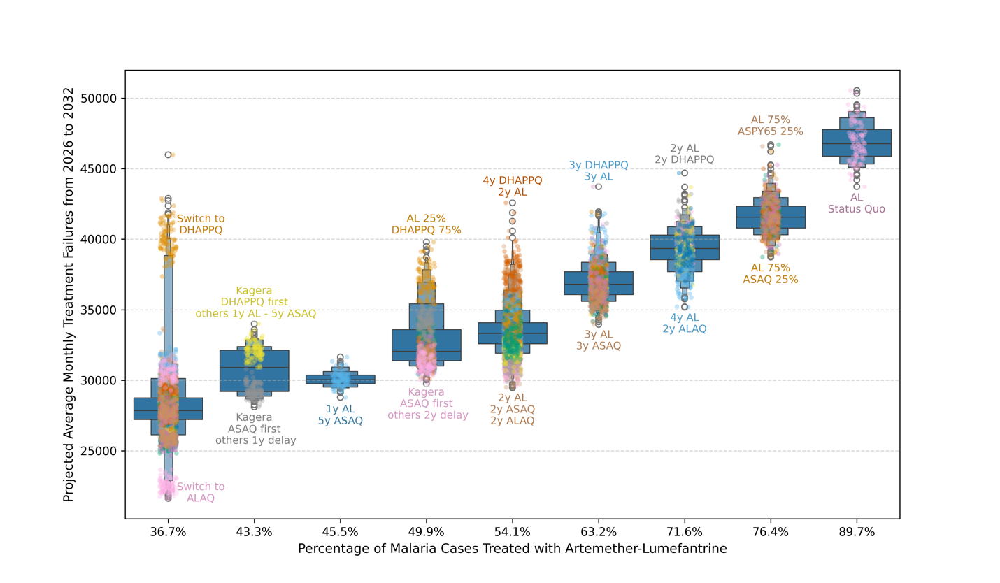 50000
45000
40000
35000
30000
25000
Projected Average Monthly Treatment Failures from 2026 to 2032
Switch to
DHAPPQ
Switch to
ALAQ
Kagera
DHAPPQ first
others 1y AL - 5y ASAQ
Kagera
ASAQ first
others 1y delay
1y AL
5y ASAQ
AL 25%
DHAPPQ 75%
Kagera
ASAQ first
others 2y delay
4y DHAPPQ
2y AL
2y AL
2y ASAQ
2y ALAQ
3y DHAPPQ
3y AL
3y AL
3y ASAQ
2y AL
2y DHAPPQ
4y AL
2y ALAQ
AL 75%
ASPY65 25%
AL 75%
ASAQ 25%
AL
Status Quo
36.7%
43.3%
45.5%
49.9%
54.1%
63.2%
71.6%
76.4%
89.7%
Percentage of Malaria Cases Treated with Artemether-Lumefantrine